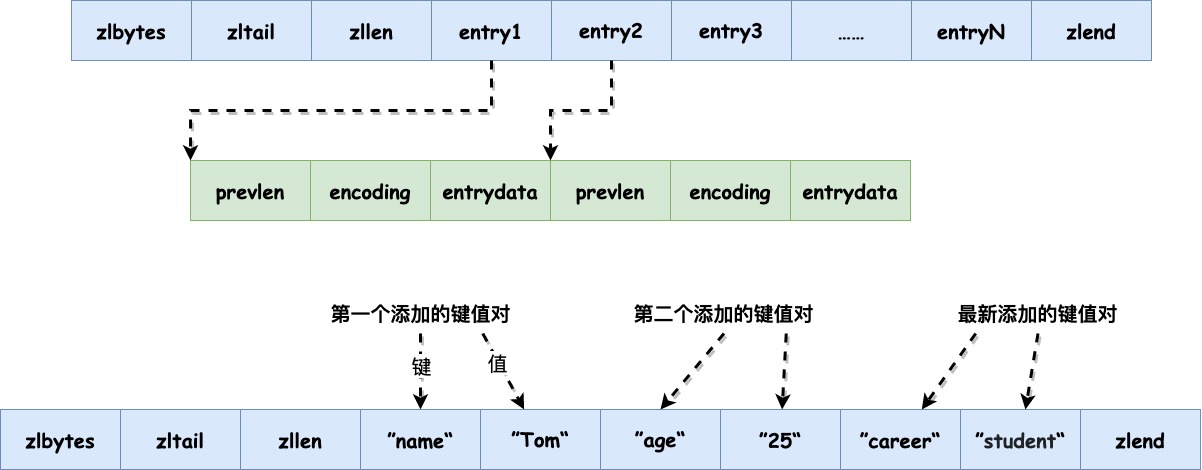 zlbytes zltail zllen entry1 entry2 entry3 …… entryN zlend
prevlen encoding entrydata prevlen encoding entrydata
第一个添加的键值对 第二个添加的键值对 最新添加的键值对
键 值
zlbytes zltail zllen ”name“ ”Tom“ ”age“ ”25“ ”career“ ”student“ zlend